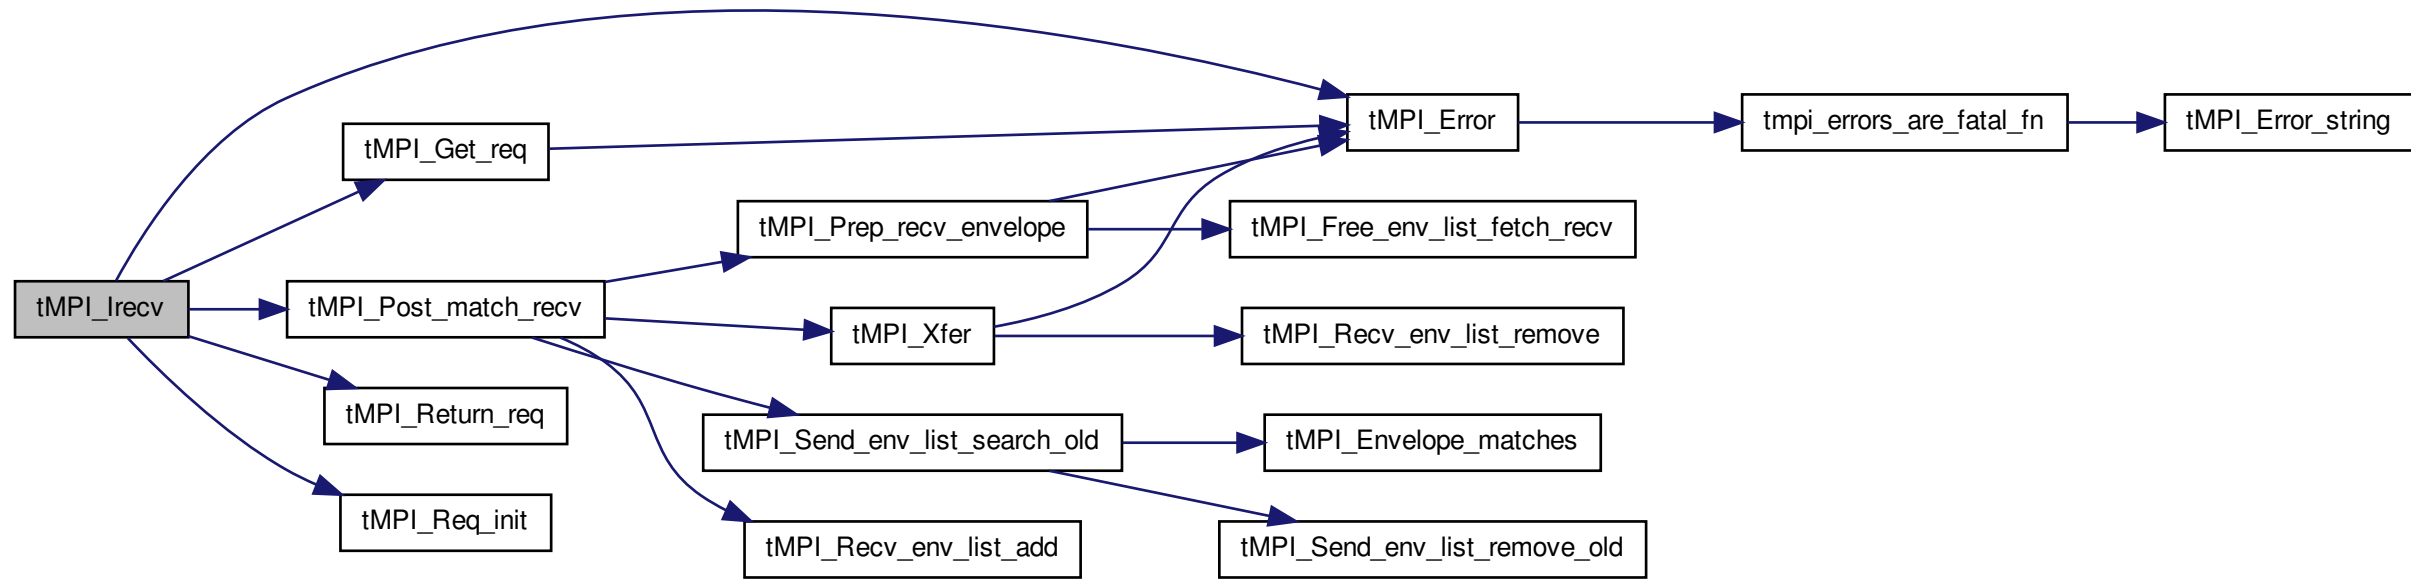 tMPI_Irecv
tMPI_Error
tmpi_errors_are_fatal_fn
tMPI_Error_string
tMPI_Get_req
tMPI_Post_match_recv
tMPI_Prep_recv_envelope
tMPI_Free_env_list_fetch_recv
tMPI_Xfer
tMPI_Recv_env_list_remove
tMPI_Return_req
tMPI_Send_env_list_search_old
tMPI_Envelope_matches
tMPI_Req_init
tMPI_Recv_env_list_add
tMPI_Send_env_list_remove_old